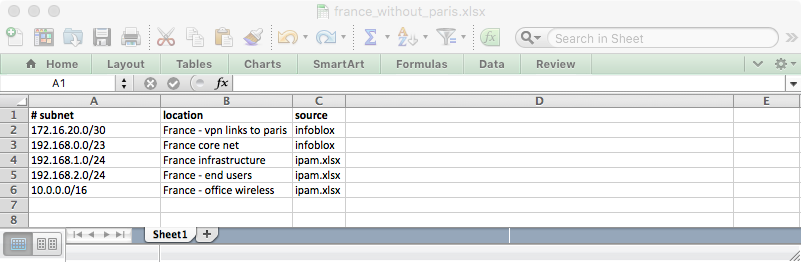 france_without_paris.xlsx
Search in Sheet
Home Layout Tables Charts SmartArt Formulas Data Review
A1 fx
A B C D E
1 # subnet location source
2 172.16.20.0/30 France - vpn links to paris infoblox
3 192.168.0.0/23 France core net infoblox
4 192.168.1.0/24 France infrastructure ipam.xlsx
5 192.168.2.0/24 France - end users ipam.xlsx
6 10.0.0.0/16 France - office wireless ipam.xlsx
7
8
Sheet1